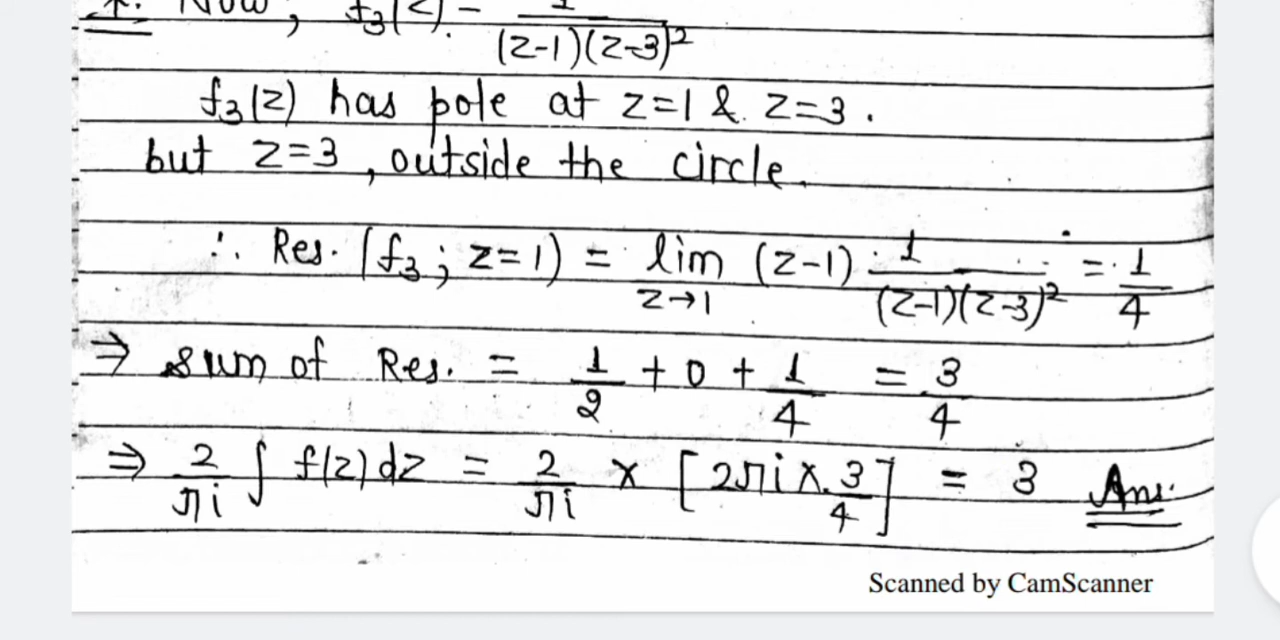 Now, f₃(z) = 1/(z-1)(z-3)²
f₃(z) has pole at z=1 & z=3.
but z=3, outside the circle.
∴ Res. (f₃; z=1) = lim z→1 (z-1) · 1/(z-1)(z-3)² = 1/4
⇒ sum of Res. = 1/2 + 0 + 1/4 = 3/4
⇒ 2/πi ∫ f(z) dz = 2/πi × [2πi × 3/4] = 3 Ans.
Scanned by CamScanner